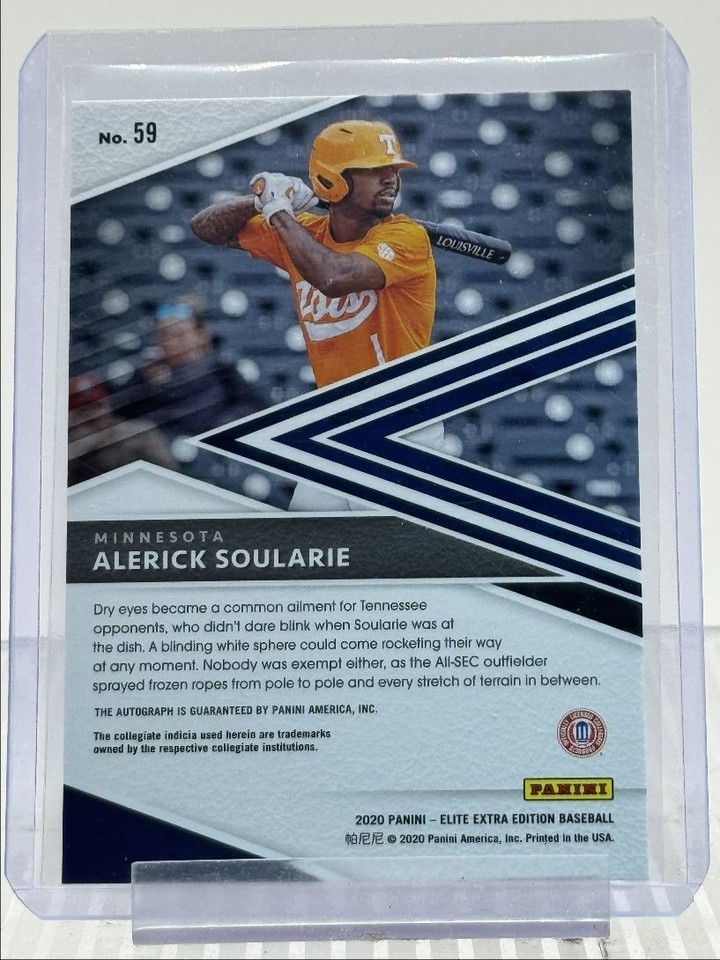 No. 59
T
LOUISVILLE
Vols
1
MINNESOTA
ALERICK SOULARIE
Dry eyes became a common ailment for Tennessee
opponents, who didn't dare blink when Soularie was at
the dish. A blinding white sphere could come rocketing their way
at any moment. Nobody was exempt either, as the All-SEC outfielder
sprayed frozen ropes from pole to pole and every stretch of terrain in between.
THE AUTOGRAPH IS GUARANTEED BY PANINI AMERICA, INC.
The collegiate indicia used herein are trademarks
owned by the respective collegiate institutions.
OFFICIALLY LICENSED COLLEGIATE PRODUCTS
PANINI
2020 PANINI – ELITE EXTRA EDITION BASEBALL
帕尼尼 © 2020 Panini America, Inc. Printed in the USA.